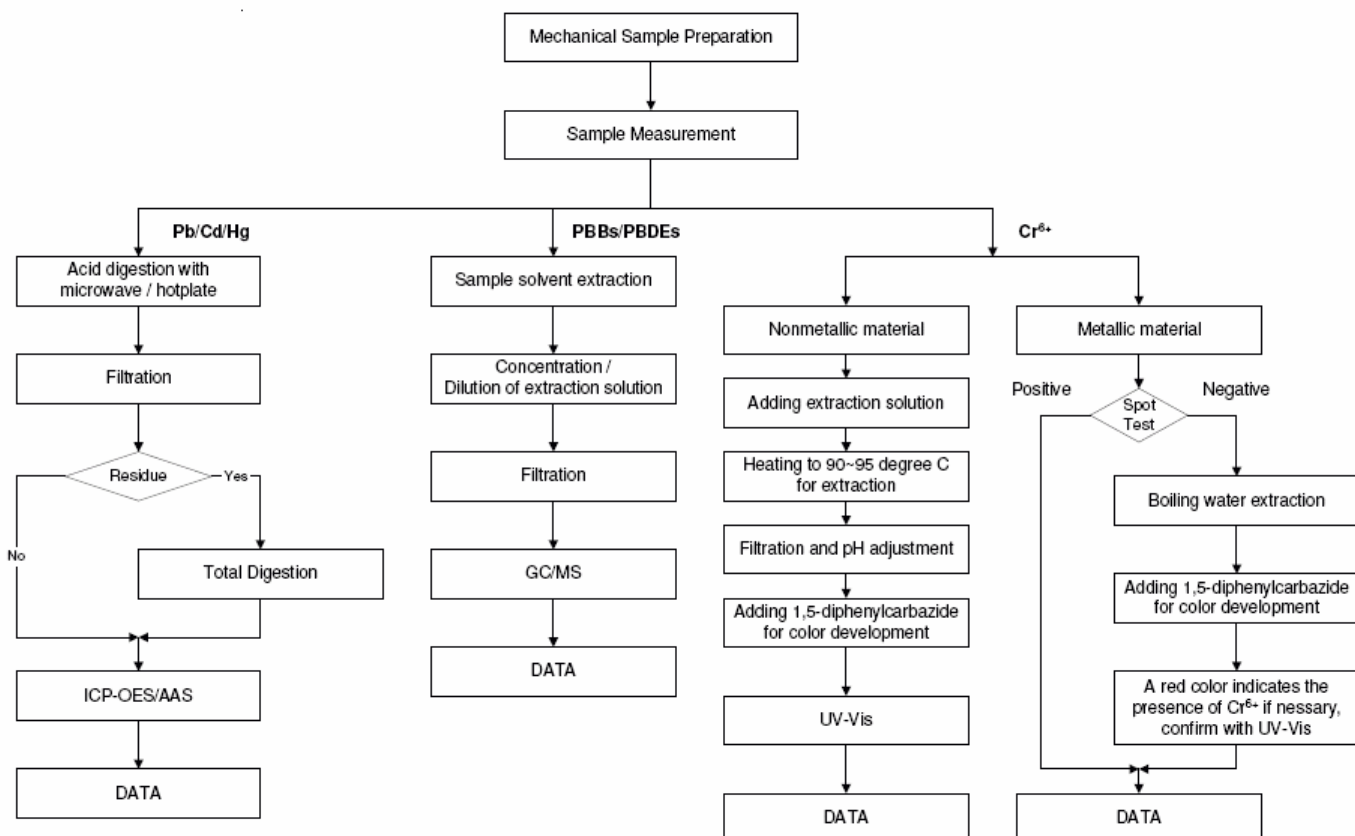 Mechanical Sample Preparation
Sample Measurement
Pb/Cd/Hg
Acid digestion with
microwave / hotplate
Filtration
Residue
Yes
No
Total Digestion
ICP-OES/AAS
DATA
PBBs/PBDEs
Sample solvent extraction
Concentration /
Dilution of extraction solution
Filtration
GC/MS
DATA
Cr⁶⁺
Nonmetallic material
Adding extraction solution
Heating to 90~95 degree C
for extraction
Filtration and pH adjustment
Adding 1,5-diphenylcarbazide
for color development
UV-Vis
DATA
Metallic material
Positive
Negative
Spot
Test
Boiling water extraction
Adding 1,5-diphenylcarbazide
for color development
A red color indicates the
presence of Cr⁶⁺ if nessary,
confirm with UV-Vis
DATA